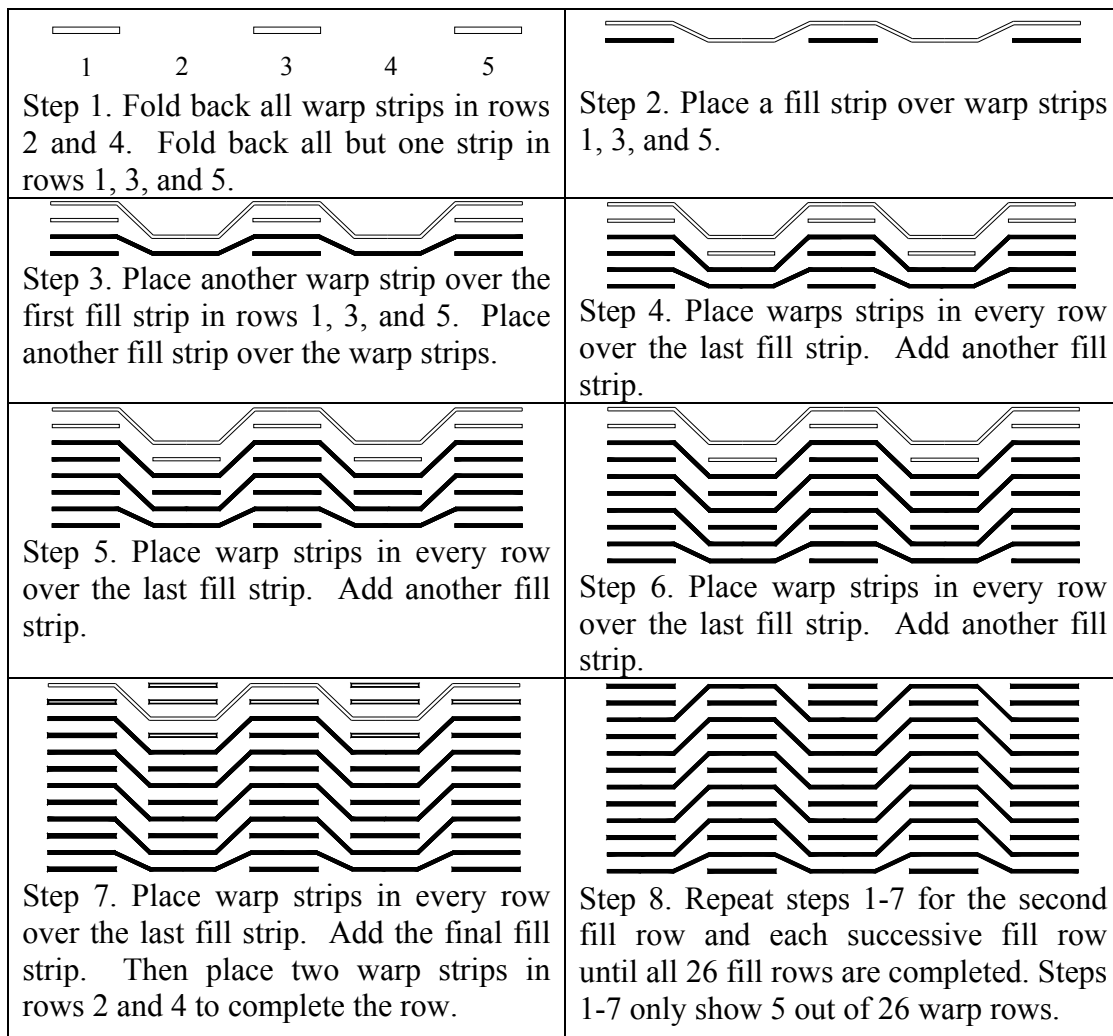 1 2 3 4 5
Step 1. Fold back all warp strips in rows
2 and 4. Fold back all but one strip in
rows 1, 3, and 5.
Step 2. Place a fill strip over warp strips
1, 3, and 5.
Step 3. Place another warp strip over the
first fill strip in rows 1, 3, and 5. Place
another fill strip over the warp strips.
Step 4. Place warps strips in every row
over the last fill strip. Add another fill
strip.
Step 5. Place warp strips in every row
over the last fill strip. Add another fill
strip.
Step 6. Place warp strips in every row
over the last fill strip. Add another fill
strip.
Step 7. Place warp strips in every row
over the last fill strip. Add the final fill
strip. Then place two warp strips in
rows 2 and 4 to complete the row.
Step 8. Repeat steps 1-7 for the second
fill row and each successive fill row
until all 26 fill rows are completed. Steps
1-7 only show 5 out of 26 warp rows.